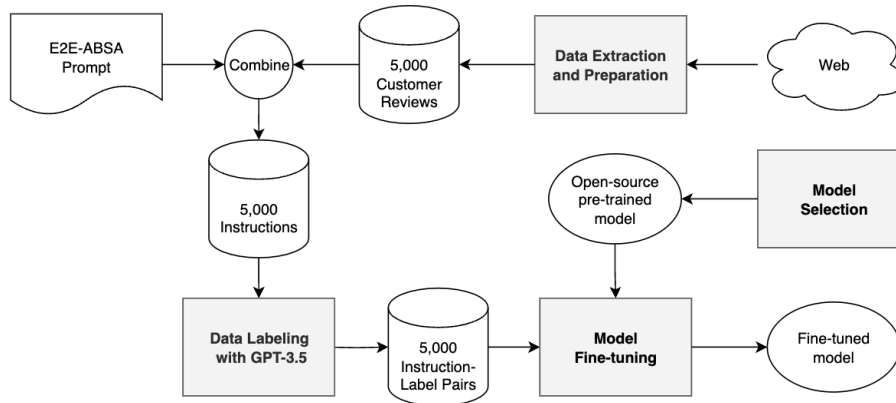 E2E-ABSA
Prompt
Combine
5,000
Customer
Reviews
Data Extraction
and Preparation
Web
5,000
Instructions
Open-source
pre-trained
model
Model
Selection
Data Labeling
with GPT-3.5
5,000
Instruction-
Label Pairs
Model
Fine-tuning
Fine-tuned
model